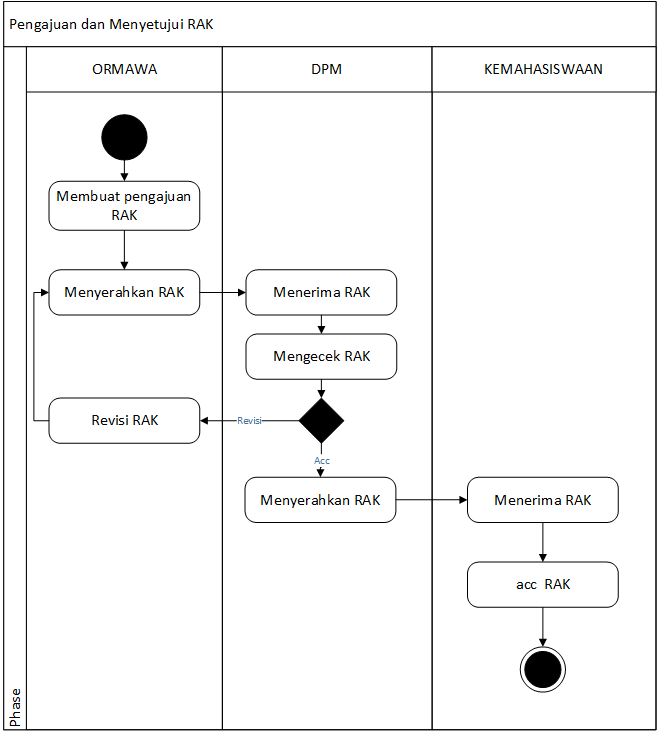 Pengajuan dan Menyetujui RAK
ORMAWA
DPM
KEMAHASISWAAN
Membuat pengajuan
RAK
Menyerahkan RAK
Menerima RAK
Mengecek RAK
Revisi RAK
Revisi
Acc
Menyerahkan RAK
Menerima RAK
acc RAK
Phase